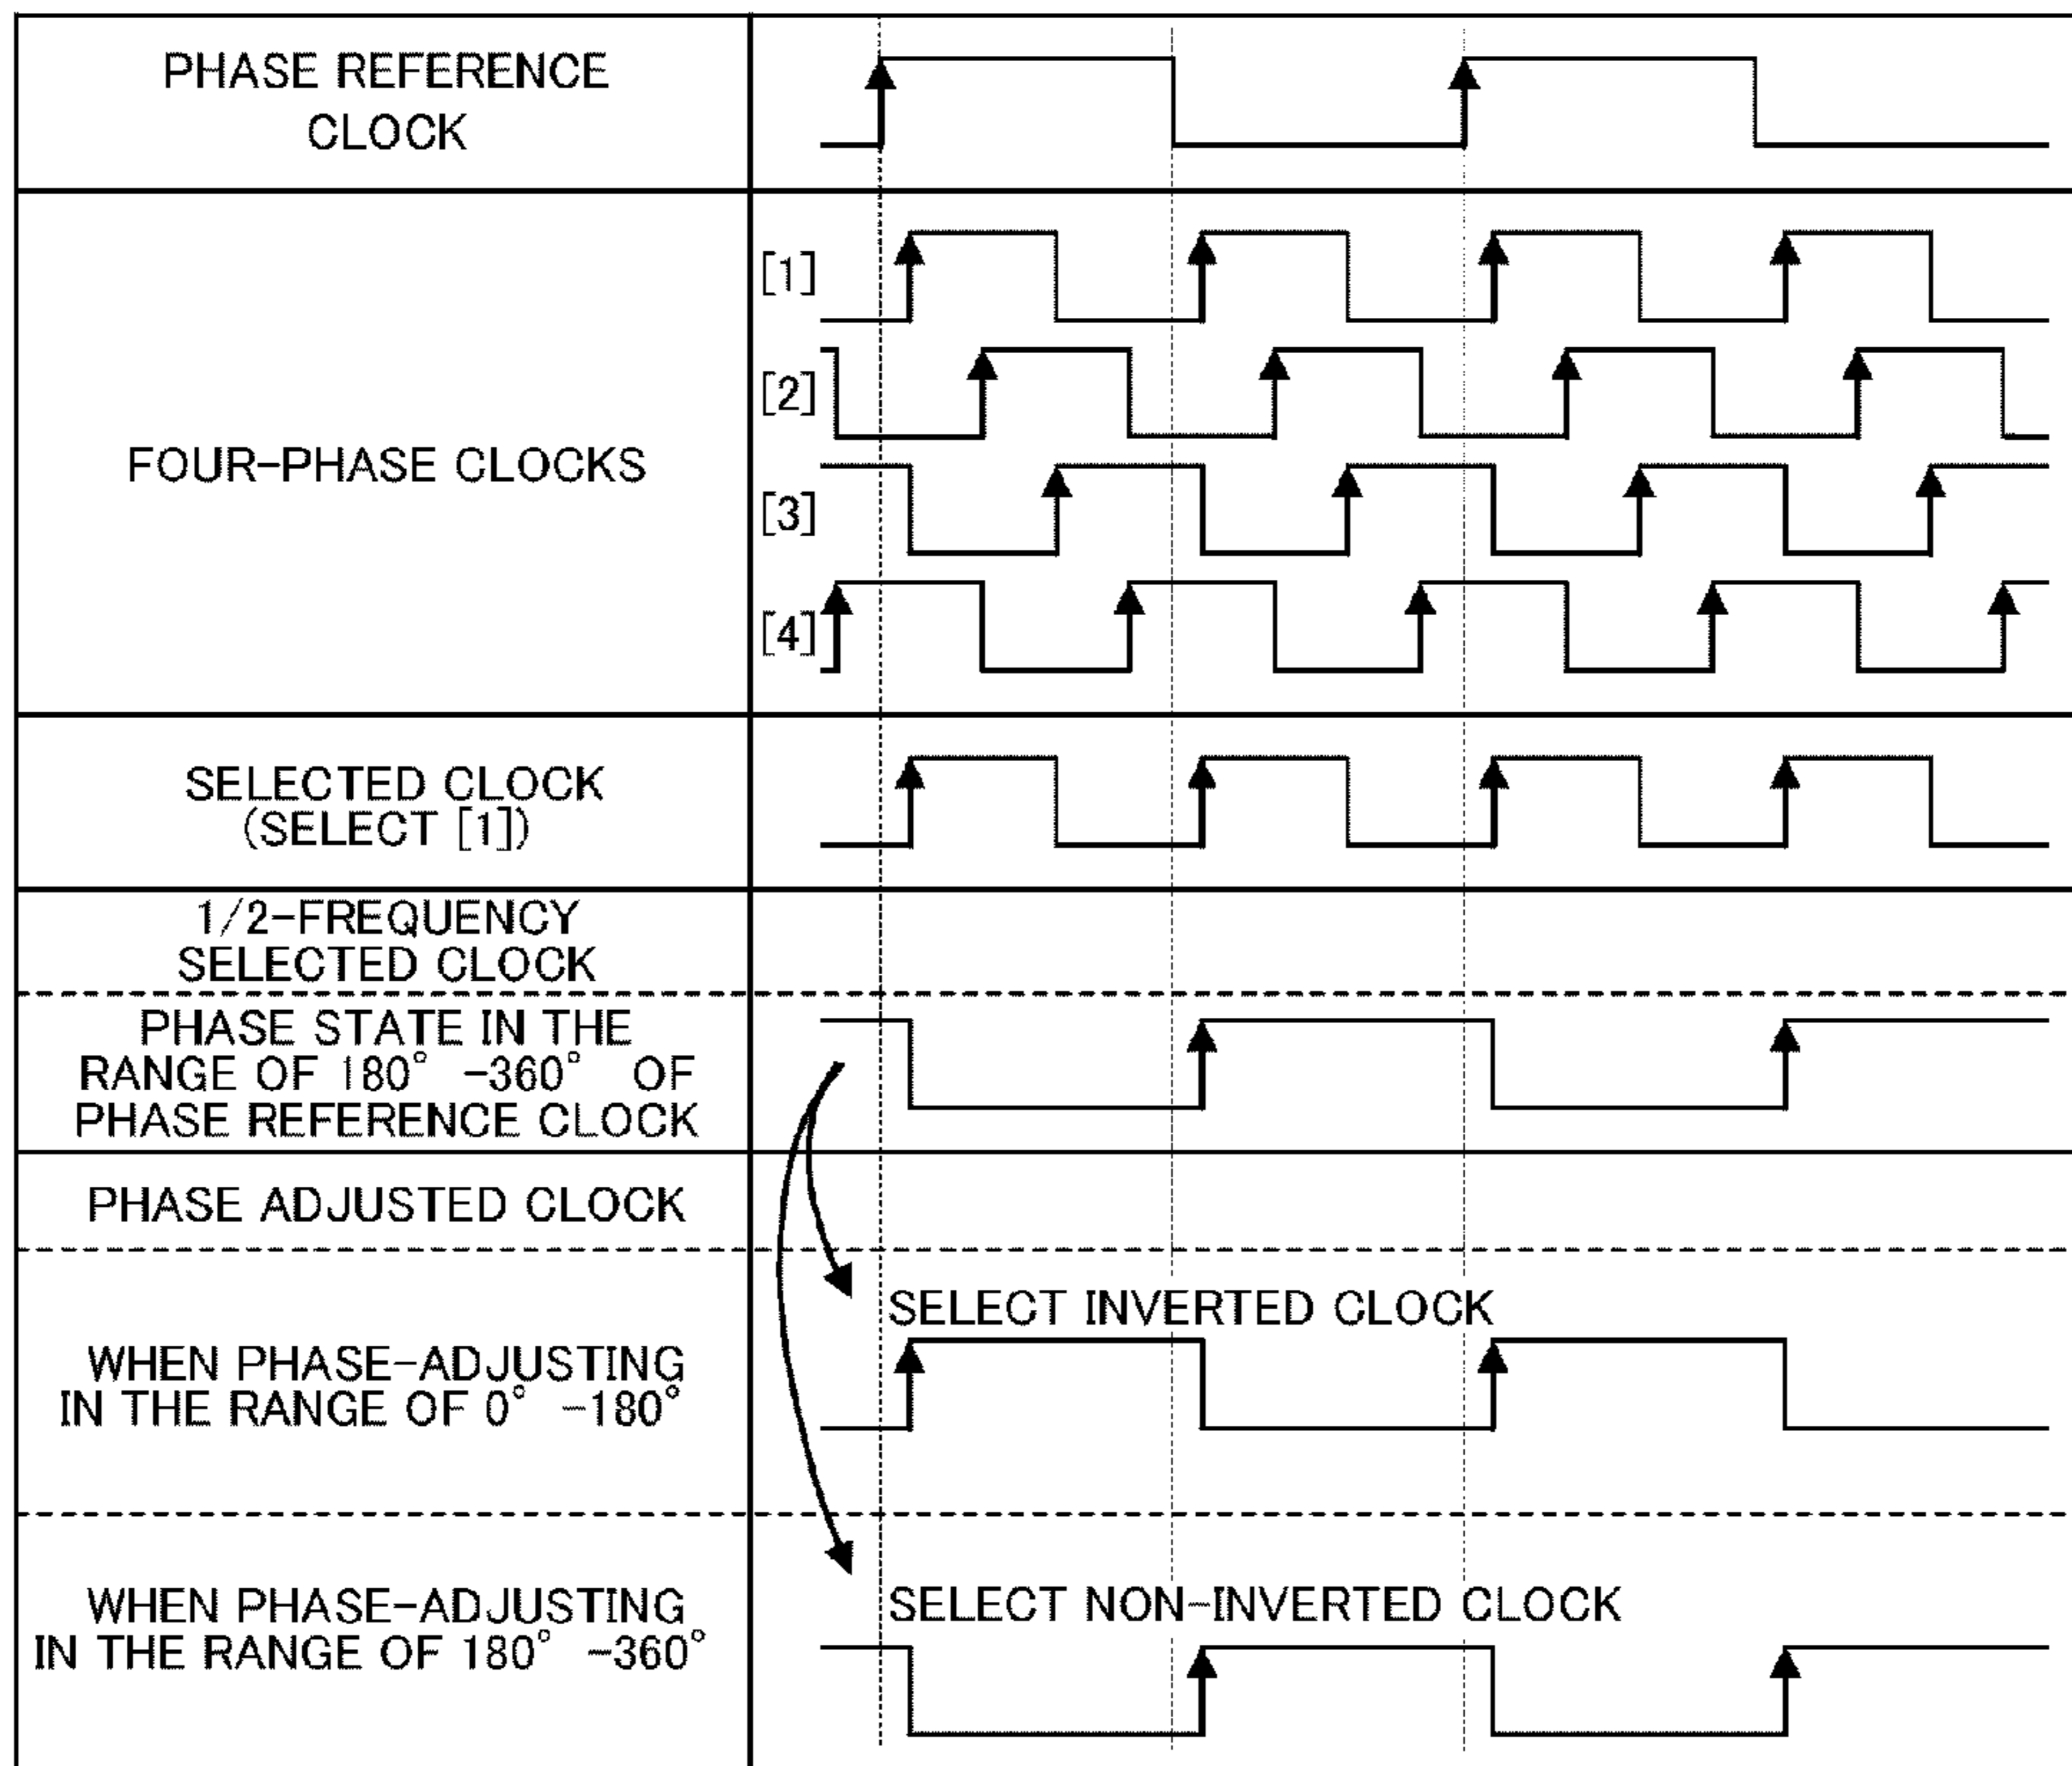 PHASE REFERENCE
CLOCK
FOUR-PHASE CLOCKS
[1]
[2]
[3]
[4]
SELECTED CLOCK
(SELECT [1])
1/2-FREQUENCY
SELECTED CLOCK
PHASE STATE IN THE
RANGE OF 180° -360° OF
PHASE REFERENCE CLOCK
PHASE ADJUSTED CLOCK
WHEN PHASE-ADJUSTING
IN THE RANGE OF 0° -180°
SELECT INVERTED CLOCK
WHEN PHASE-ADJUSTING
IN THE RANGE OF 180° -360°
SELECT NON-INVERTED CLOCK